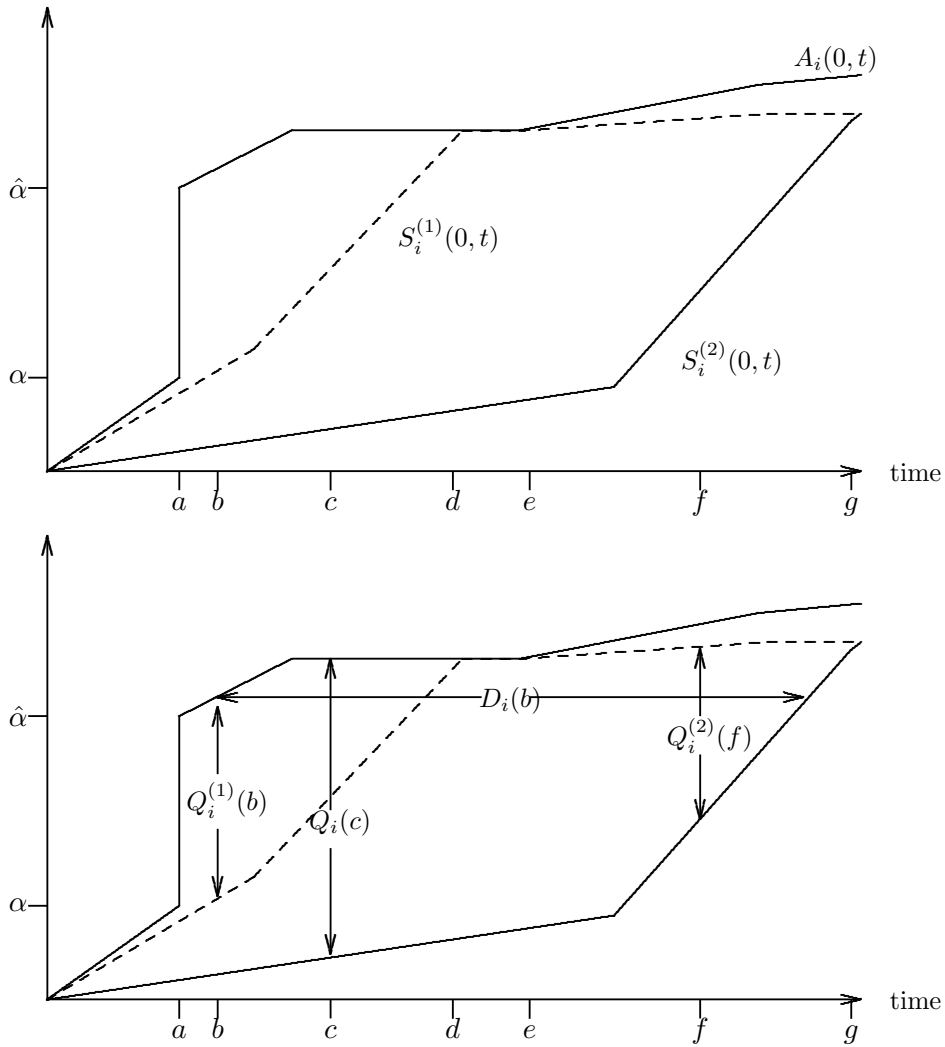 A_i(0, t)
α̂
S_i^{(1)}(0, t)
S_i^{(2)}(0, t)
α
time
a b c d e f g
D_i(b)
α̂
Q_i^{(2)}(f)
Q_i^{(1)}(b)
Q_i(c)
α
time
a b c d e f g